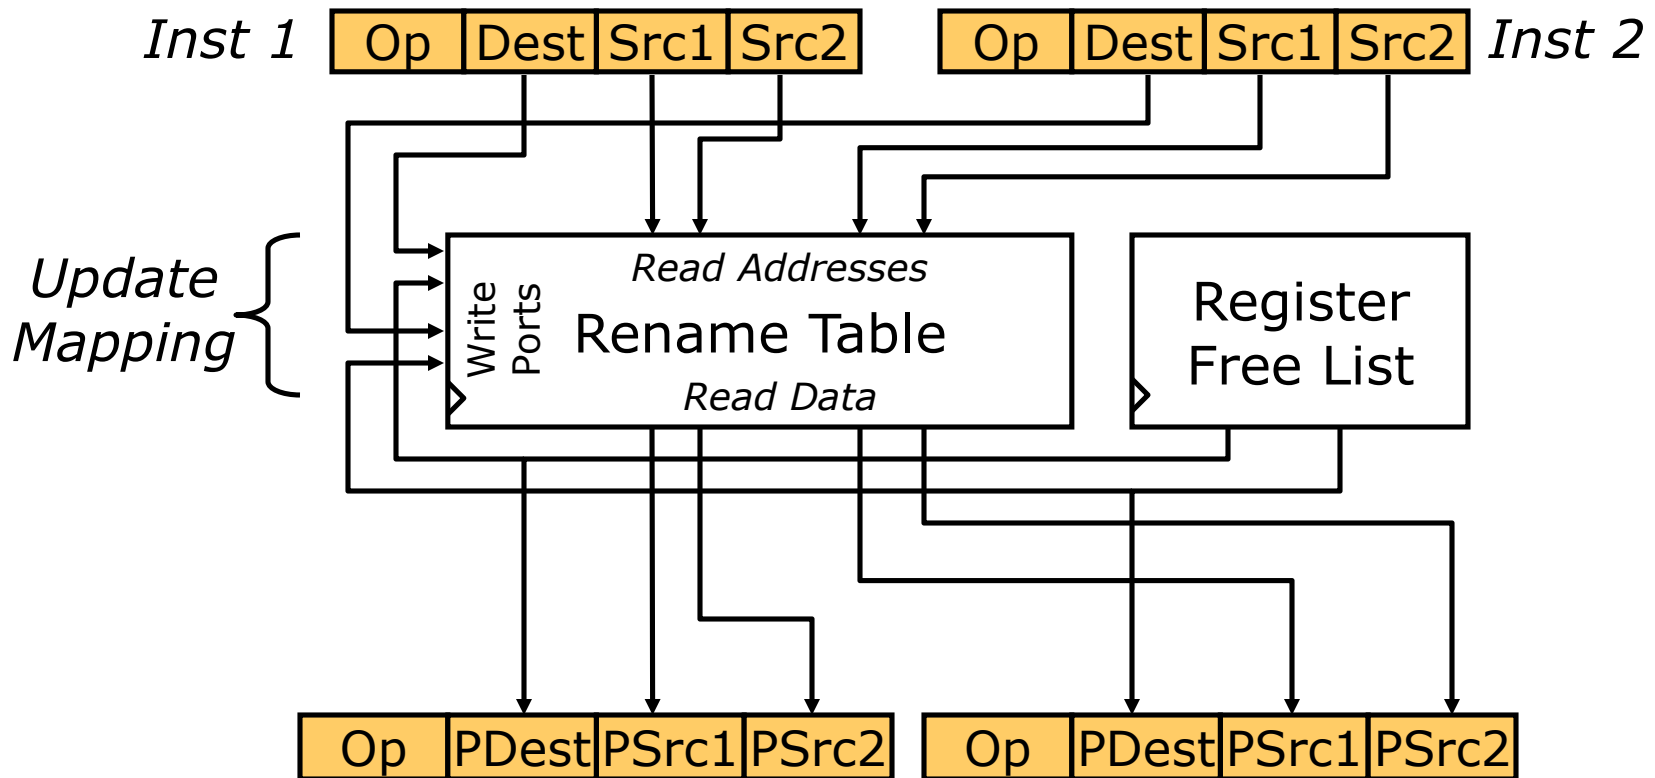 Inst 1
Op Dest Src1 Src2
Op Dest Src1 Src2
Inst 2
Update
Mapping
Write
Ports
Read Addresses
Rename Table
Read Data
Register
Free List
Op PDest PSrc1 PSrc2
Op PDest PSrc1 PSrc2